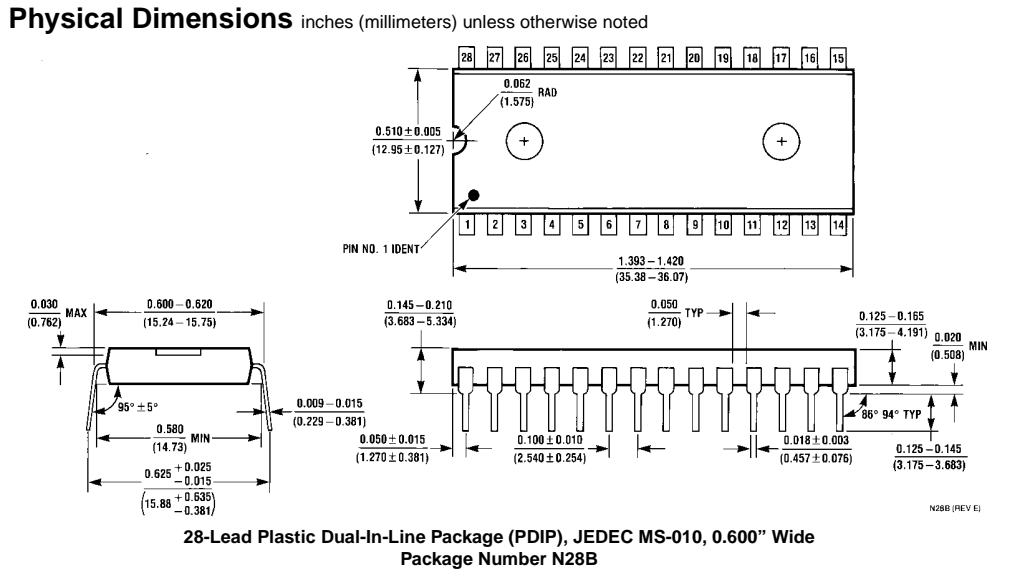 Physical Dimensions inches (millimeters) unless otherwise noted
28 27 26 25 24 23 22 21 20 19 18 17 16 15
0.062
(1.575) RAD
0.510 ± 0.005
(12.95 ± 0.127)
1 2 3 4 5 6 7 8 9 10 11 12 13 14
PIN NO. 1 IDENT
1.393 – 1.420
(35.38 – 36.07)
0.030
(0.762) MAX
0.600 – 0.620
(15.24 – 15.75)
95° ± 5°
0.009 – 0.015
(0.229 – 0.381)
0.580
(14.73) MIN
0.625 + 0.025
– 0.015
(15.88 + 0.635
– 0.381)
0.145 – 0.210
(3.683 – 5.334)
0.050
(1.270) TYP
0.125 – 0.165
(3.175 – 4.191)
0.020
(0.508) MIN
86° 94° TYP
0.050 ± 0.015
(1.270 ± 0.381)
0.100 ± 0.010
(2.540 ± 0.254)
0.018 ± 0.003
(0.457 ± 0.076)
0.125 – 0.145
(3.175 – 3.683)
N28B (REV E)
28-Lead Plastic Dual-In-Line Package (PDIP), JEDEC MS-010, 0.600” Wide
Package Number N28B